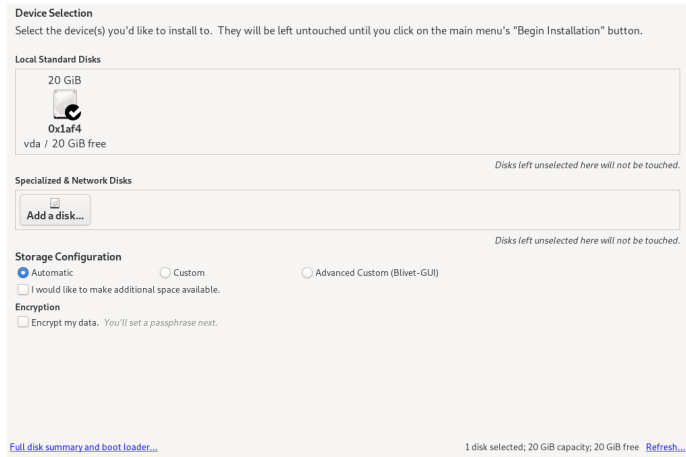 Device Selection
Select the device(s) you'd like to install to. They will be left untouched until you click on the main menu's "Begin Installation" button.
Local Standard Disks
20 GiB
0x1af4
vda / 20 GiB free
Disks left unselected here will not be touched.
Specialized & Network Disks
Add a disk...
Disks left unselected here will not be touched.
Storage Configuration
Automatic Custom Advanced Custom (Blivet-GUI)
I would like to make additional space available.
Encryption
Encrypt my data. You'll set a passphrase next.
Full disk summary and boot loader... 1 disk selected; 20 GiB capacity; 20 GiB free Refresh...